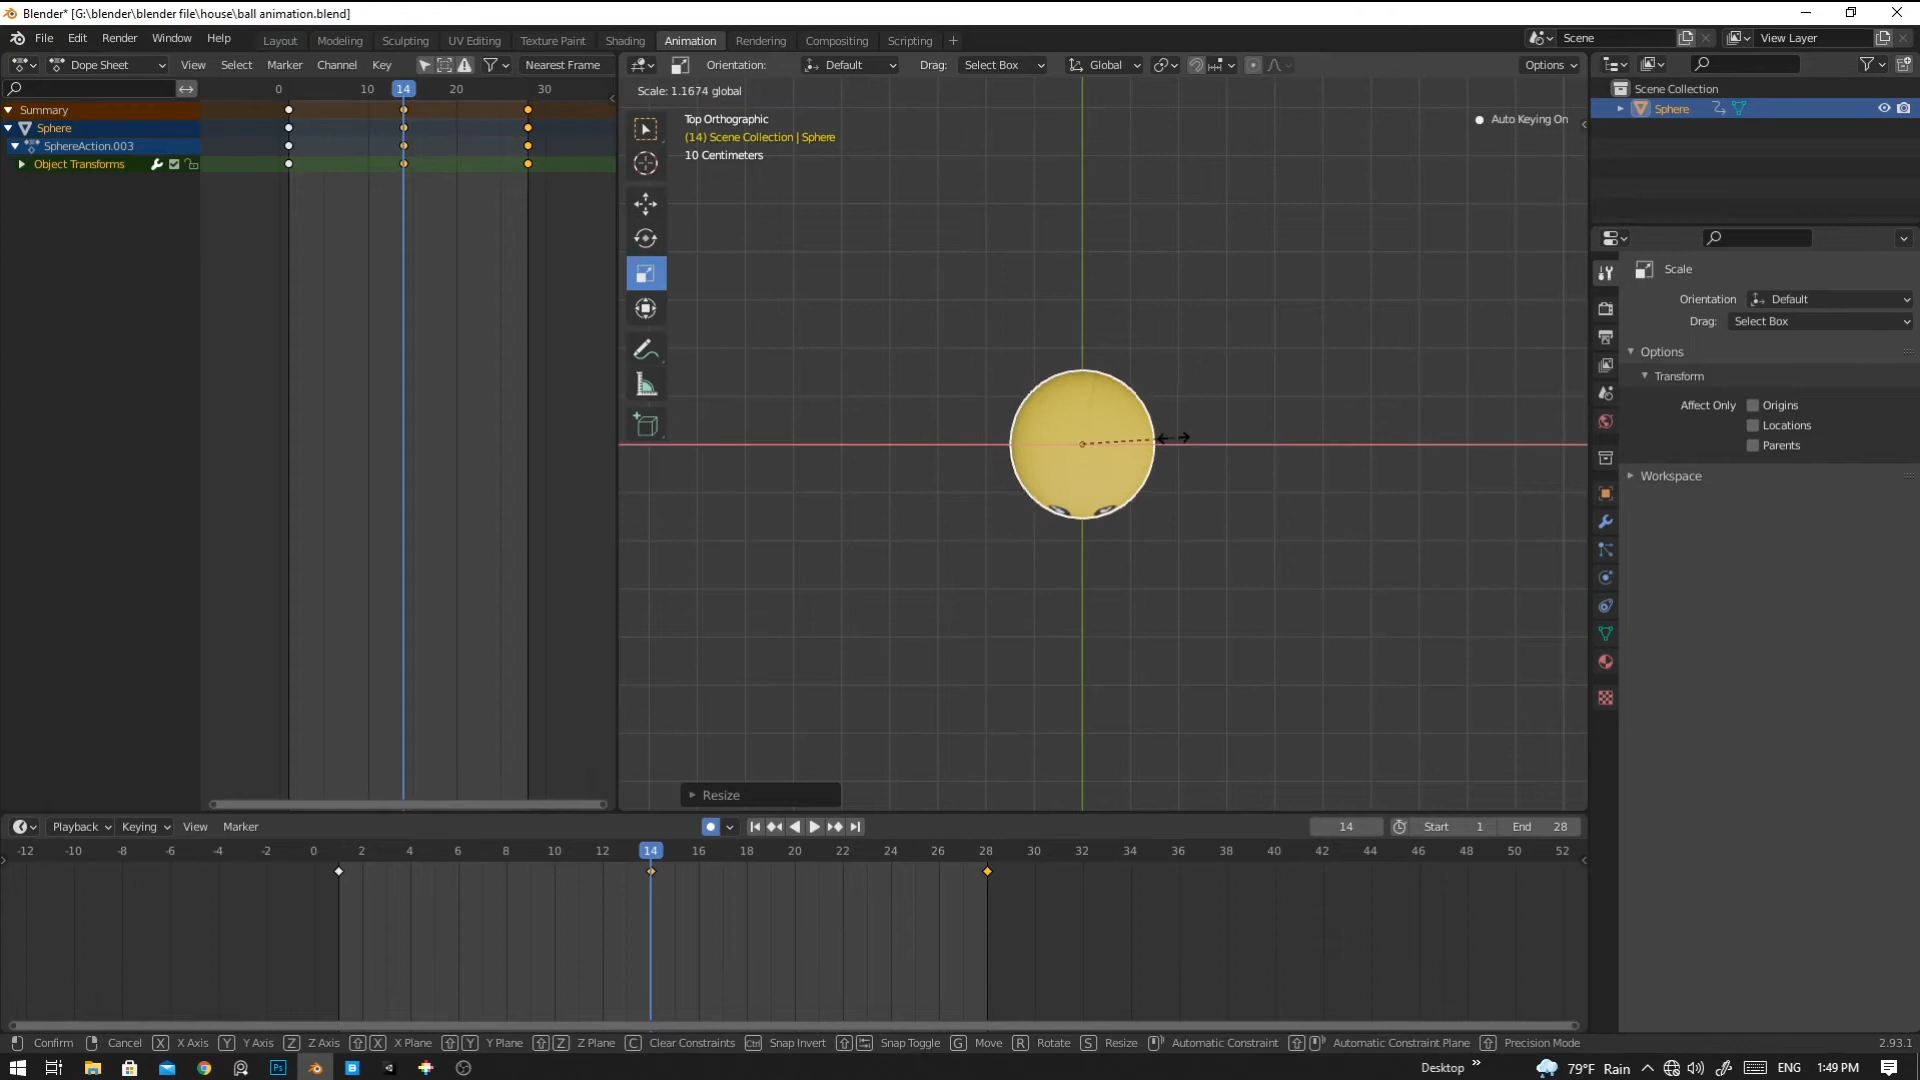 Blender* [G:\blender\blender file\house\ball animation.blend]
File Edit Render Window Help Layout Modeling Sculpting UV Editing Texture Paint Shading Animation Rendering Compositing Scripting + Scene View Layer
Dope Sheet View Select Marker Channel Key Nearest Frame Orientation: Default Drag: Select Box Global Options
0 10 14 20 30
Scale: 1.1674 global
Summary
Sphere
SphereAction.003
Object Transforms
Top Orthographic
(14) Scene Collection | Sphere
10 Centimeters
Auto Keying On
Scene Collection
Sphere
Scale
Orientation Default
Drag: Select Box
Options
Transform
Affect Only Origins
Locations
Parents
Workspace
Resize
Playback Keying View Marker 14 Start 1 End 28
-12 -10 -8 -6 -4 -2 0 2 4 6 8 10 12 14 16 18 20 22 24 26 28 30 32 34 36 38 40 42 44 46 48 50 52
Confirm Cancel X X Axis Y Y Axis Z Z Axis X X Plane Y Y Plane Z Z Plane C Clear Constraints Ctrl Snap Invert Snap Toggle G Move R Rotate S Resize Automatic Constraint Automatic Constraint Plane Precision Mode 2.93.1
Ps B Desktop » 79°F Rain ENG 1:49 PM